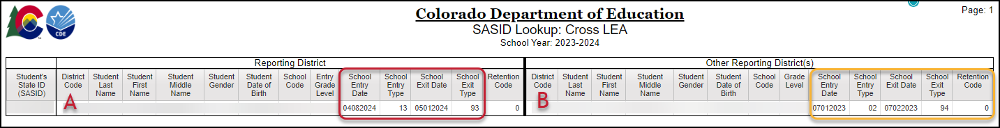 Colorado Department of Education
Page: 1
SASID Lookup: Cross LEA
School Year: 2023-2024
C
CDE
Reporting District
Other Reporting District(s)
Student's State ID (SASID) District Code Student Last Name Student First Name Student Middle Name Student Gender Student Date of Birth School Code Entry Grade Level School Entry Date School Entry Type School Exit Date School Exit Type Retention Code District Code Student Last Name Student First Name Student Middle Name Student Gender Student Date of Birth School Code Grade Level School Entry Date School Entry Type School Exit Date School Exit Type Retention Code
A B
04082024 13 05012024 93 0 07012023 02 07022023 94 0